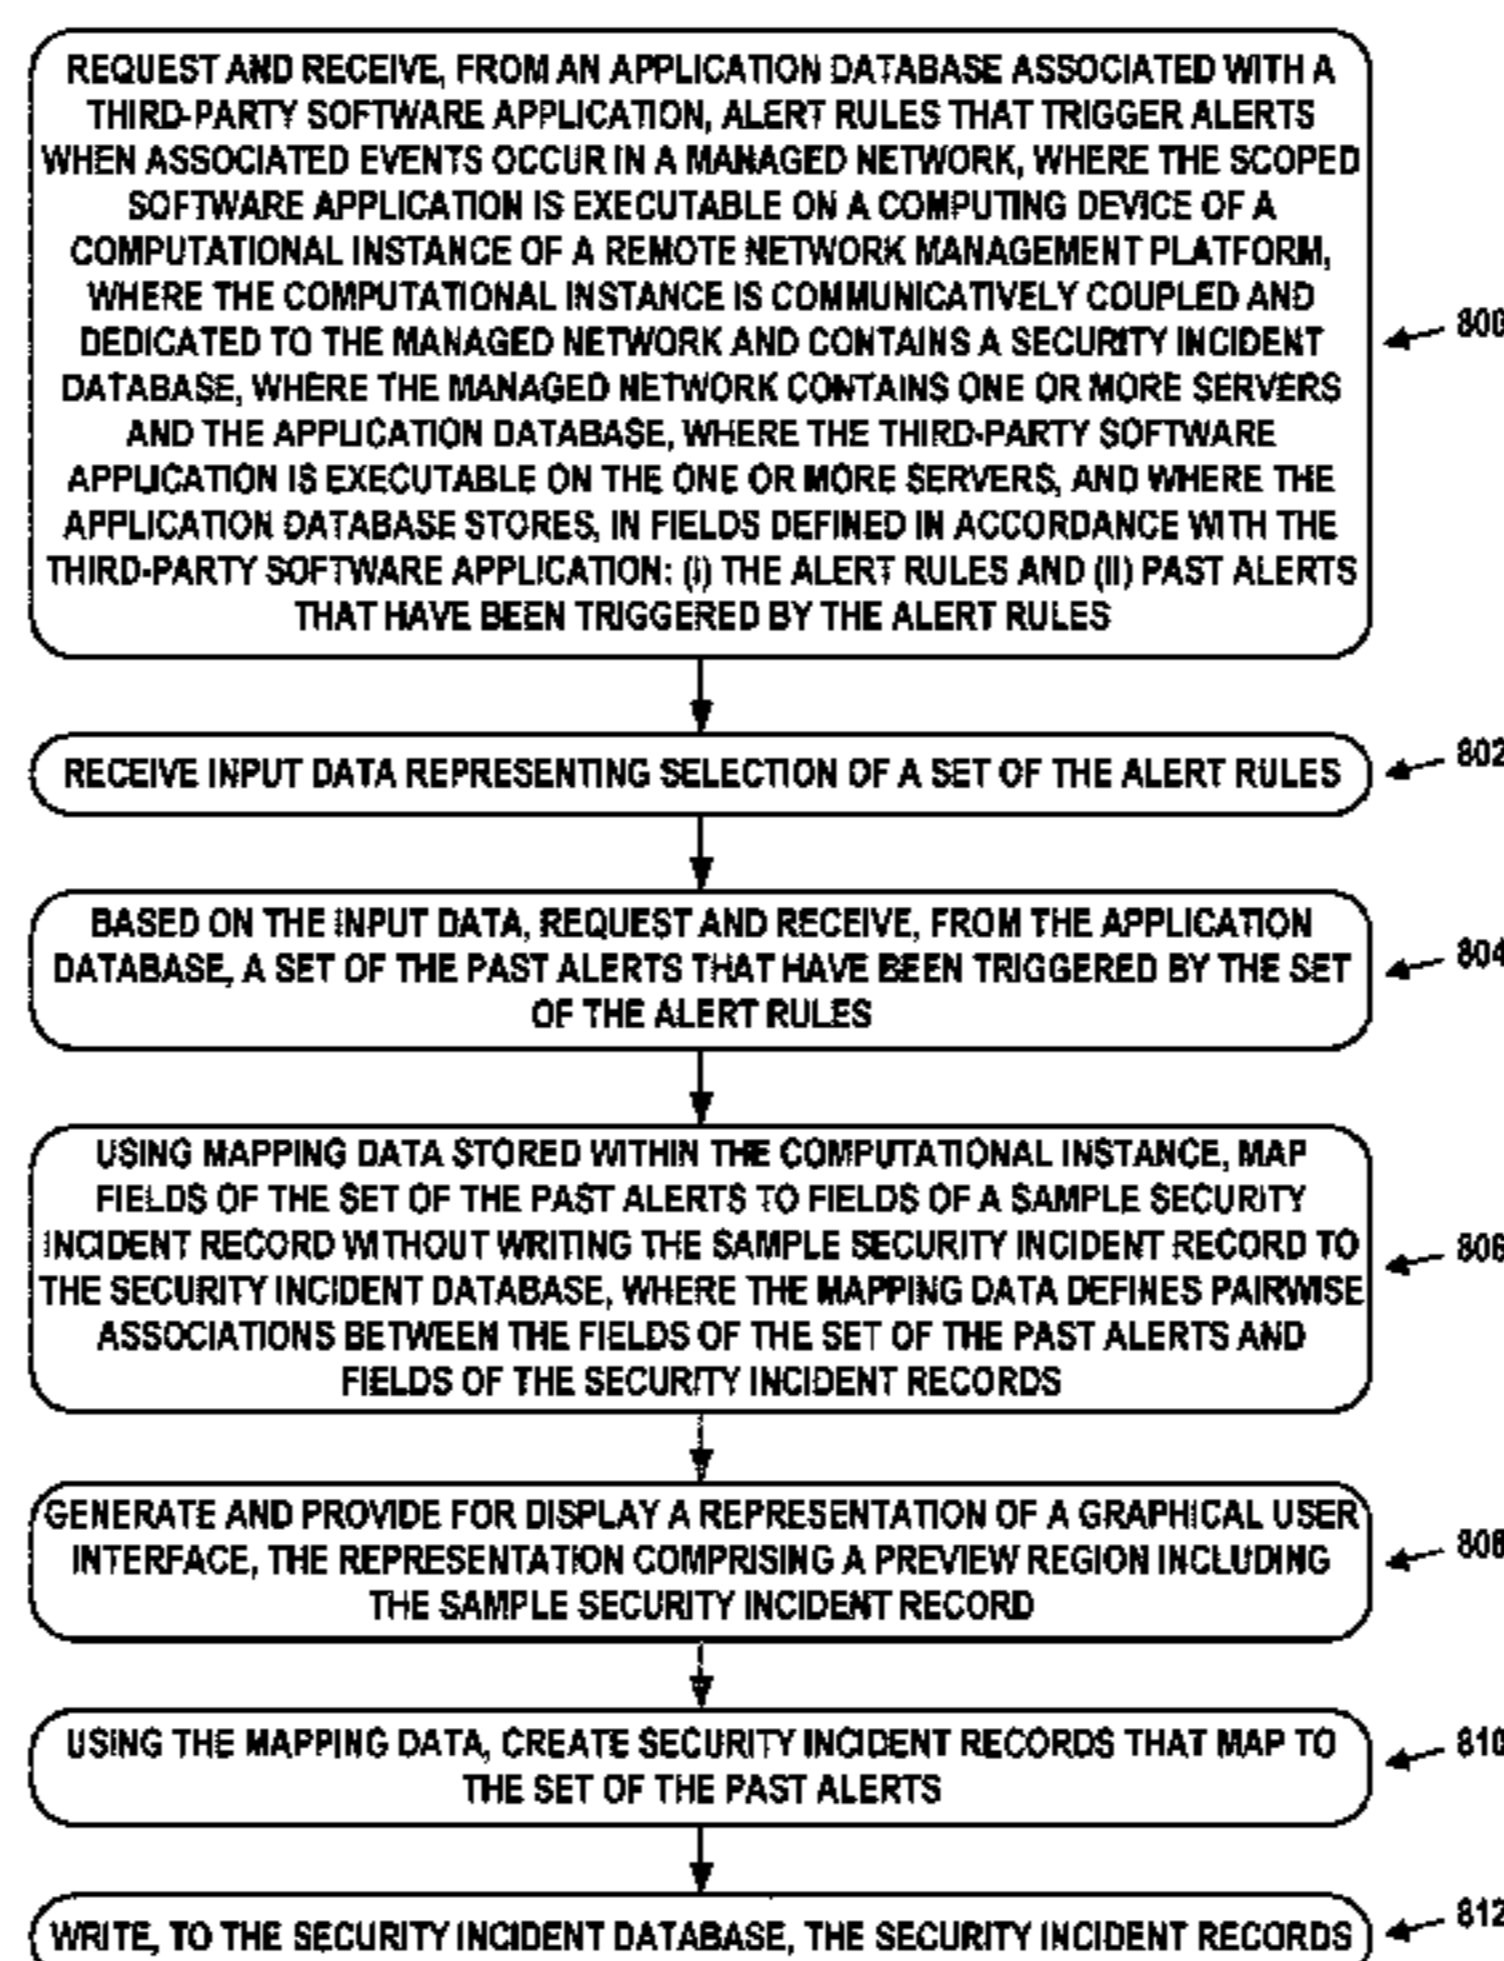 REQUEST AND RECEIVE, FROM AN APPLICATION DATABASE ASSOCIATED WITH A
THIRD-PARTY SOFTWARE APPLICATION, ALERT RULES THAT TRIGGER ALERTS
WHEN ASSOCIATED EVENTS OCCUR IN A MANAGED NETWORK, WHERE THE SCOPED
SOFTWARE APPLICATION IS EXECUTABLE ON A COMPUTING DEVICE OF A
COMPUTATIONAL INSTANCE OF A REMOTE NETWORK MANAGEMENT PLATFORM,
WHERE THE COMPUTATIONAL INSTANCE IS COMMUNICATIVELY COUPLED AND
DEDICATED TO THE MANAGED NETWORK AND CONTAINS A SECURITY INCIDENT
DATABASE, WHERE THE MANAGED NETWORK CONTAINS ONE OR MORE SERVERS
AND THE APPLICATION DATABASE, WHERE THE THIRD-PARTY SOFTWARE
APPLICATION IS EXECUTABLE ON THE ONE OR MORE SERVERS, AND WHERE THE
APPLICATION DATABASE STORES, IN FIELDS DEFINED IN ACCORDANCE WITH THE
THIRD-PARTY SOFTWARE APPLICATION: (I) THE ALERT RULES AND (II) PAST ALERTS
THAT HAVE BEEN TRIGGERED BY THE ALERT RULES
800
RECEIVE INPUT DATA REPRESENTING SELECTION OF A SET OF THE ALERT RULES
802
BASED ON THE INPUT DATA, REQUEST AND RECEIVE, FROM THE APPLICATION
DATABASE, A SET OF THE PAST ALERTS THAT HAVE BEEN TRIGGERED BY THE SET
OF THE ALERT RULES
804
USING MAPPING DATA STORED WITHIN THE COMPUTATIONAL INSTANCE, MAP
FIELDS OF THE SET OF THE PAST ALERTS TO FIELDS OF A SAMPLE SECURITY
INCIDENT RECORD WITHOUT WRITING THE SAMPLE SECURITY INCIDENT RECORD TO
THE SECURITY INCIDENT DATABASE, WHERE THE MAPPING DATA DEFINES PAIRWISE
ASSOCIATIONS BETWEEN THE FIELDS OF THE SET OF THE PAST ALERTS AND
FIELDS OF THE SECURITY INCIDENT RECORDS
806
GENERATE AND PROVIDE FOR DISPLAY A REPRESENTATION OF A GRAPHICAL USER
INTERFACE, THE REPRESENTATION COMPRISING A PREVIEW REGION INCLUDING
THE SAMPLE SECURITY INCIDENT RECORD
808
USING THE MAPPING DATA, CREATE SECURITY INCIDENT RECORDS THAT MAP TO
THE SET OF THE PAST ALERTS
810
WRITE, TO THE SECURITY INCIDENT DATABASE, THE SECURITY INCIDENT RECORDS
812